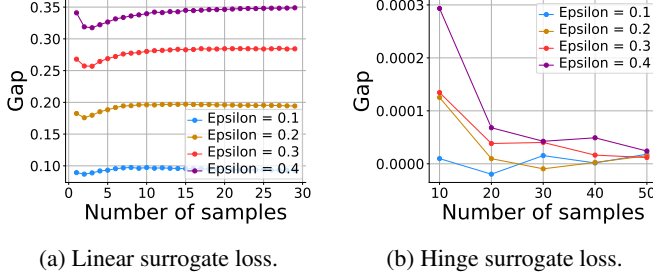 0.35
0.30
0.25
0.20
0.15
0.10
Gap
0 5 10 15 20 25 30
Number of samples
Epsilon = 0.1
Epsilon = 0.2
Epsilon = 0.3
Epsilon = 0.4
(a) Linear surrogate loss.
0.0003
0.0002
0.0001
0.0000
Gap
10 20 30 40 50
Number of samples
Epsilon = 0.1
Epsilon = 0.2
Epsilon = 0.3
Epsilon = 0.4
(b) Hinge surrogate loss.